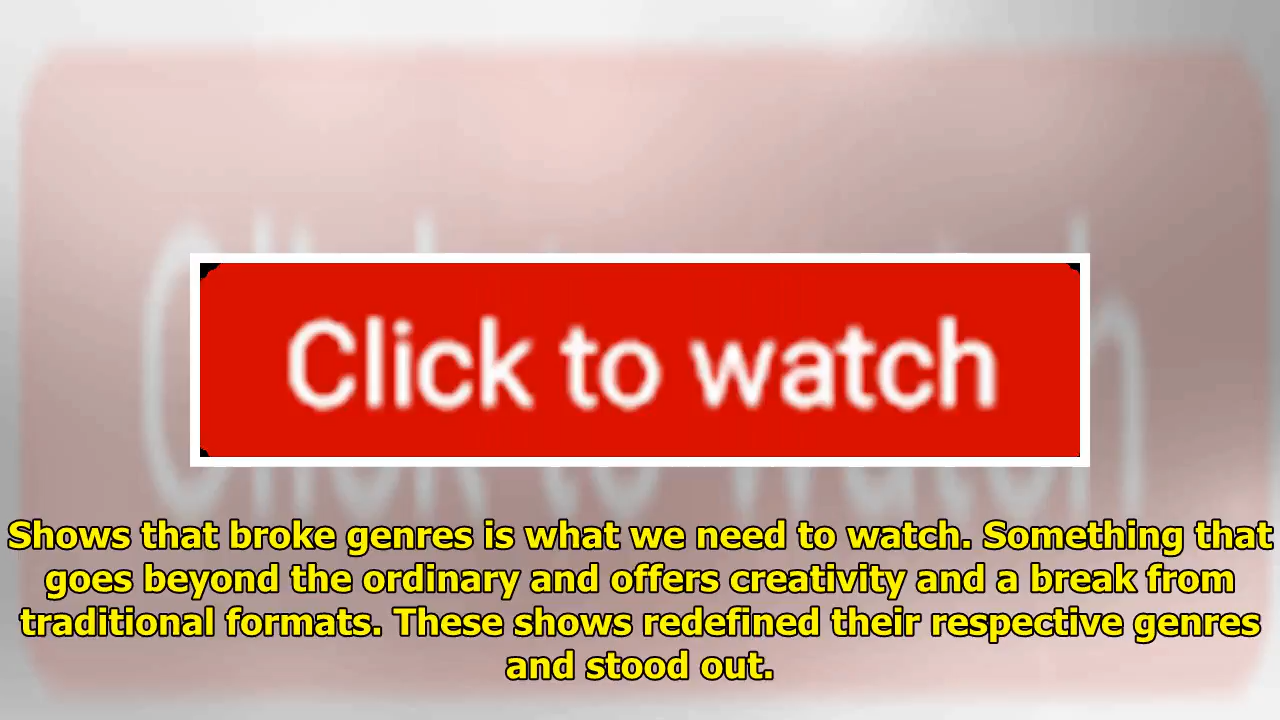 Click to watch
Shows that broke genres is what we need to watch. Something that
goes beyond the ordinary and offers creativity and a break from
traditional formats. These shows redefined their respective genres
and stood out.